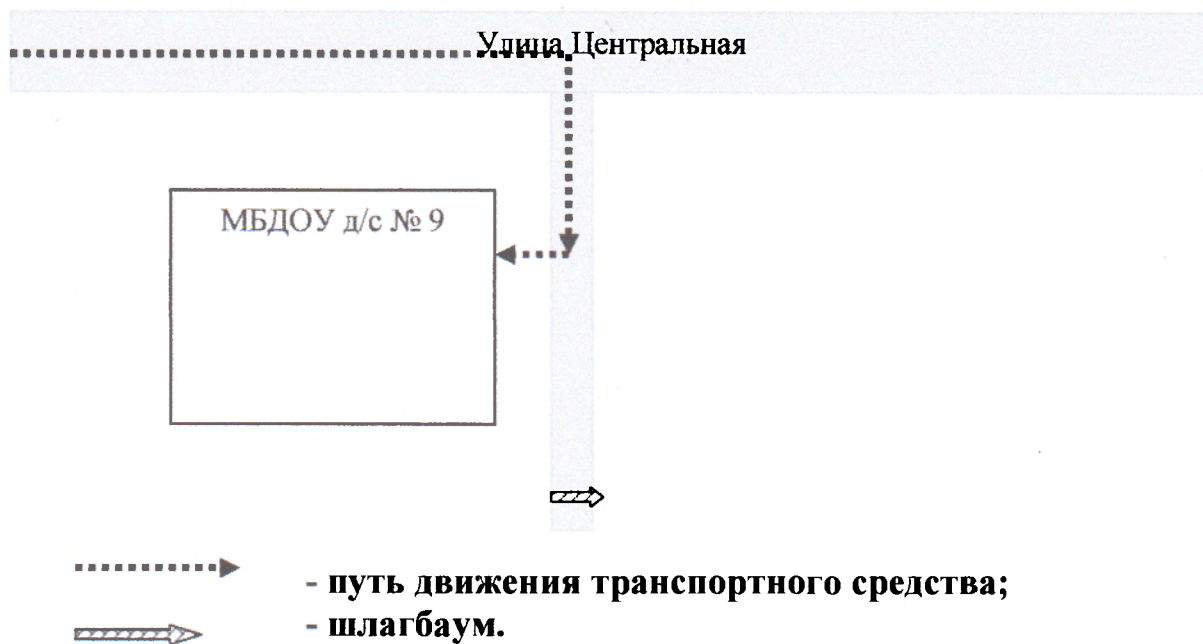 Улица Центральная
МБДОУ д/с № 9
- путь движения транспортного средства;
- шлагбаум.